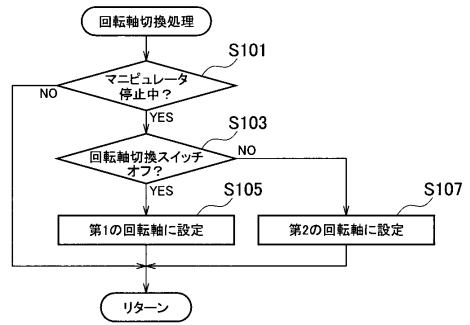 回転軸切換処理
S101
マニピュレータ
停止中？
NO
YES
S103
回転軸切換スイッチ
オフ？
NO
YES
S105
S107
第1の回転軸に設定
第2の回転軸に設定
リターン